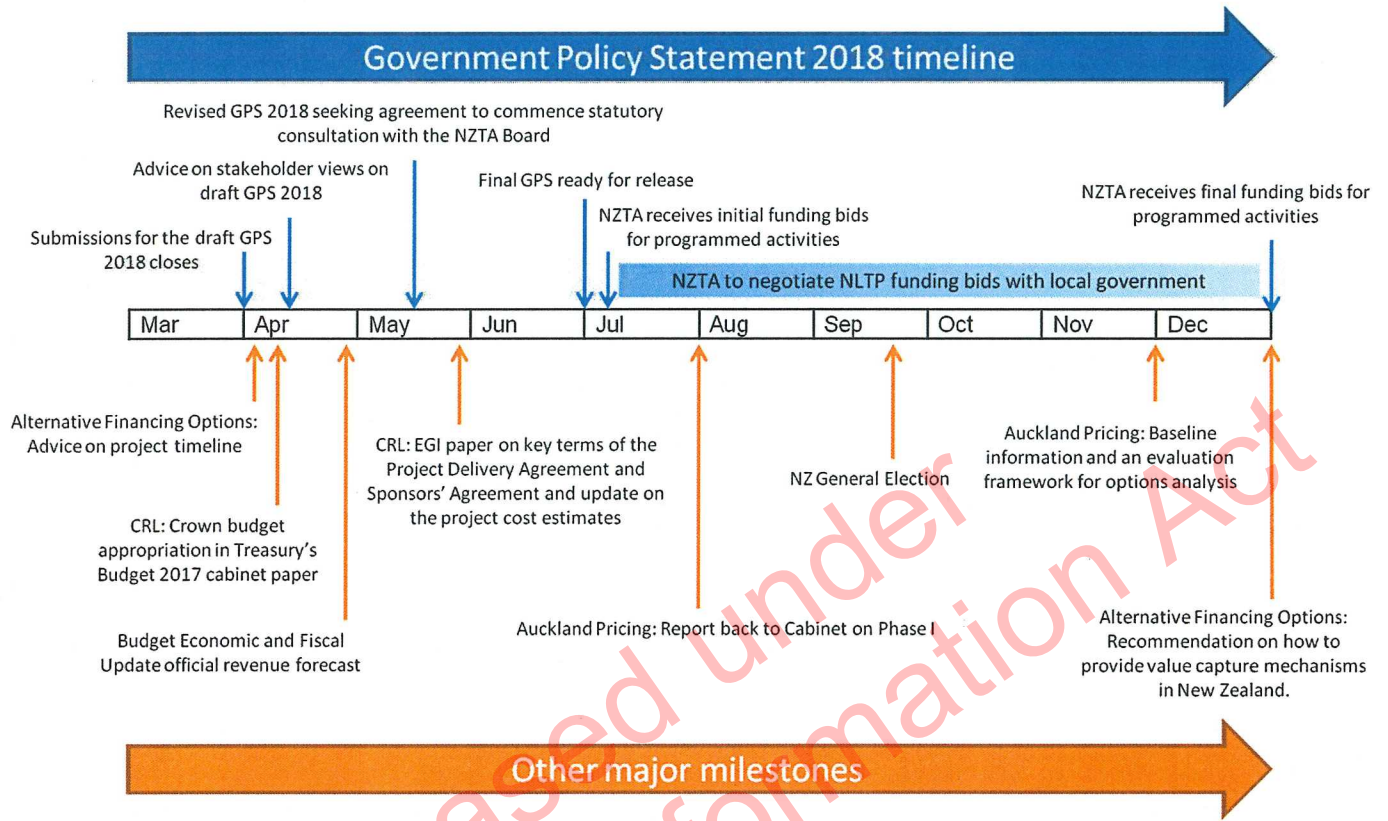 Government Policy Statement 2018 timeline
Revised GPS 2018 seeking agreement to commence statutory
consultation with the NZTA Board
Advice on stakeholder views on
draft GPS 2018
Final GPS ready for release
NZTA receives final funding bids for
programmed activities
NZTA receives initial funding bids
for programmed activities
Submissions for the draft GPS
2018 closes
NZTA to negotiate NLTP funding bids with local government
Mar
Apr
May
Jun
Jul
Aug
Sep
Oct
Nov
Dec
Alternative Financing Options:
Advice on project timeline
CRL: EGI paper on key terms of the
Project Delivery Agreement and
Sponsors' Agreement and update on
the project cost estimates
NZ General Election
Auckland Pricing: Baseline
information and an evaluation
framework for options analysis
CRL: Crown budget
appropriation in Treasury's
Budget 2017 cabinet paper
Budget Economic and Fiscal
Update official revenue forecast
Auckland Pricing: Report back to Cabinet on Phase I
Alternative Financing Options:
Recommendation on how to
provide value capture mechanisms
in New Zealand.
Other major milestones
ased under
formation Act